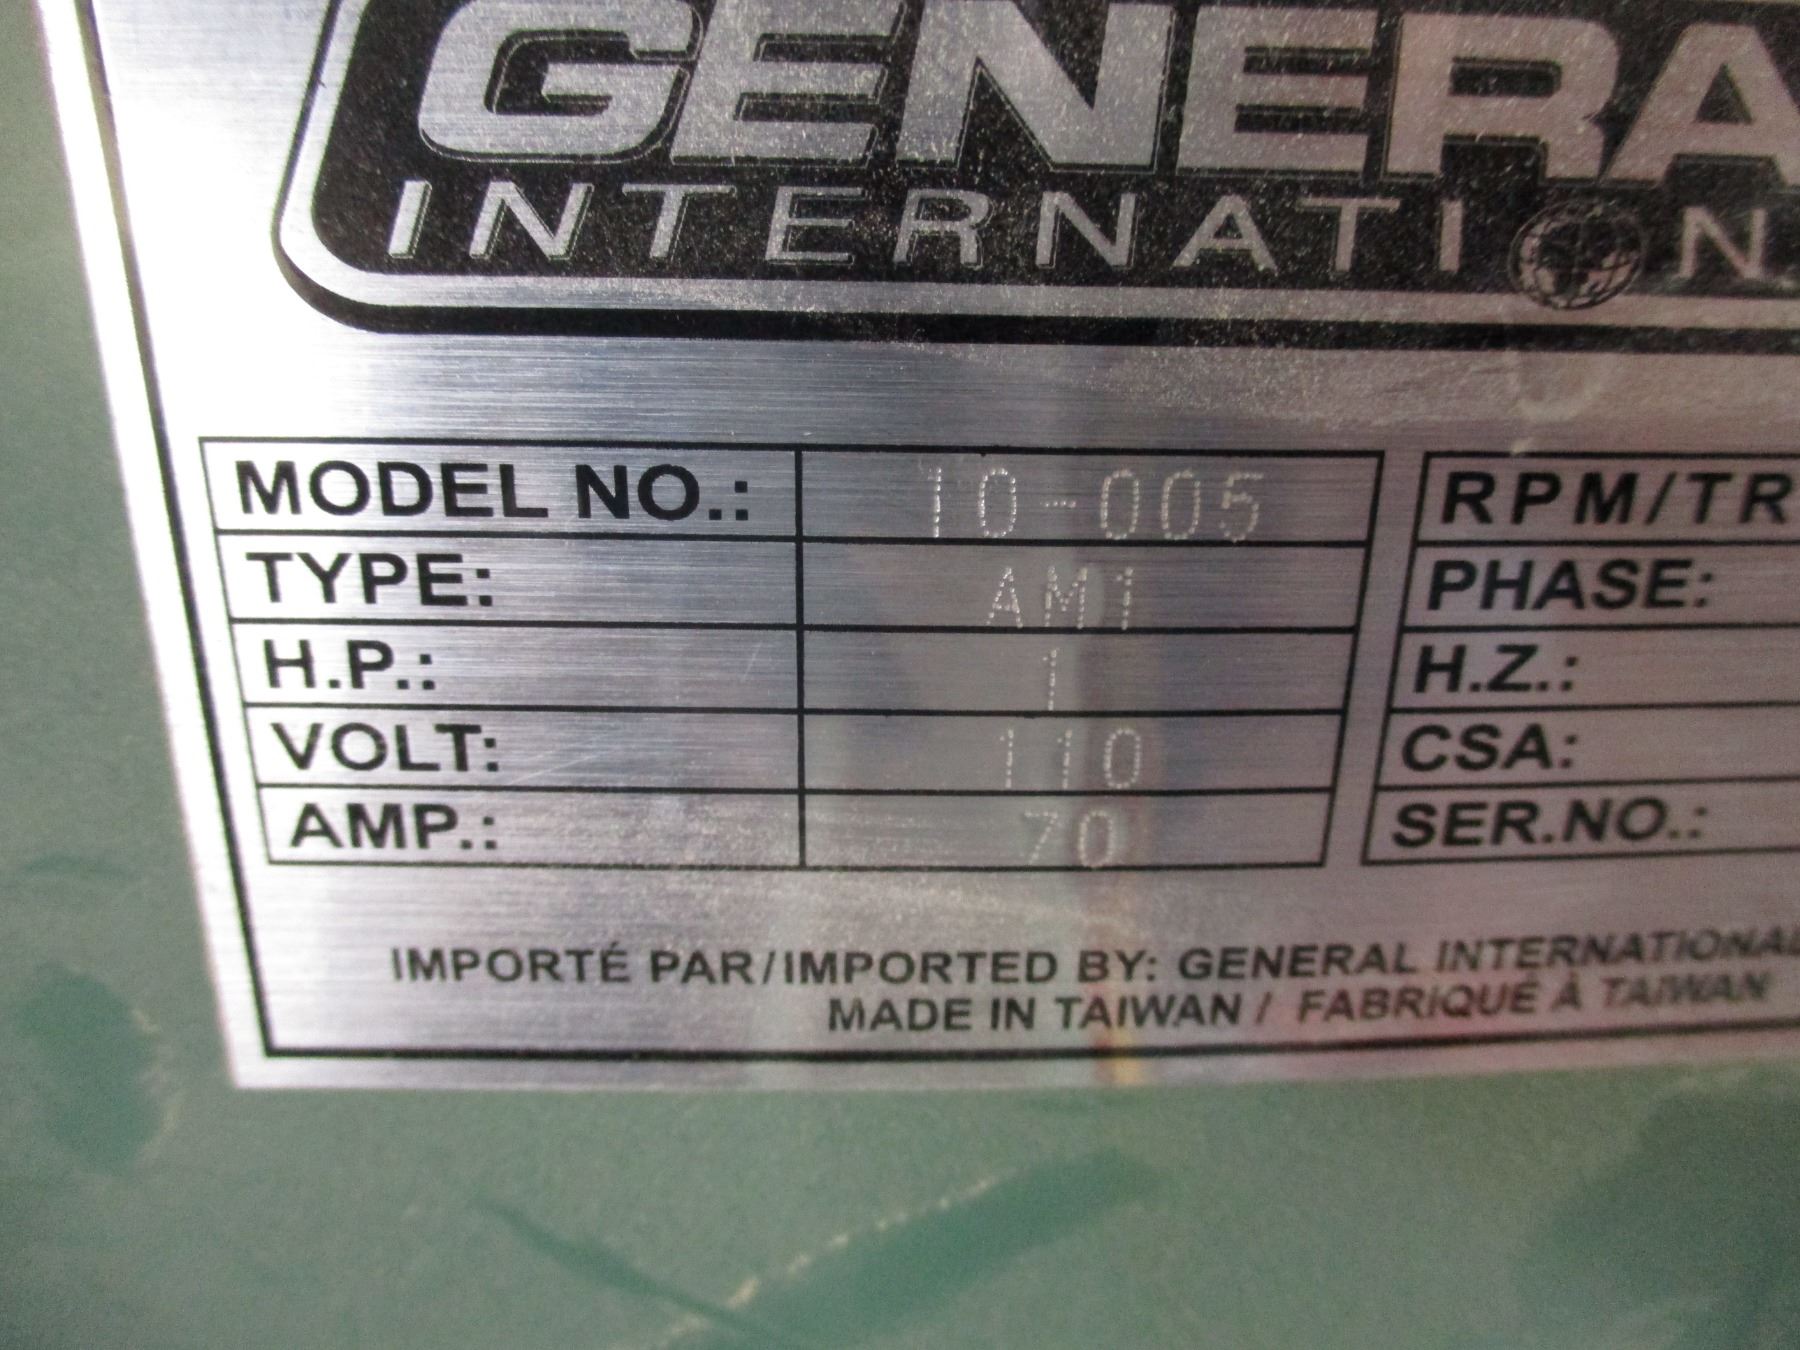 GENERA
INTERNATION
MODEL NO.: 10-005
TYPE: AM1
H.P.: 1
VOLT: 110
AMP.: 70
RPM/TR
PHASE:
H.Z.:
CSA:
SER.NO.:
IMPORTÉ PAR/IMPORTED BY: GENERAL INTERNATIONAL
MADE IN TAIWAN / FABRIQUÉ À TAIWAN